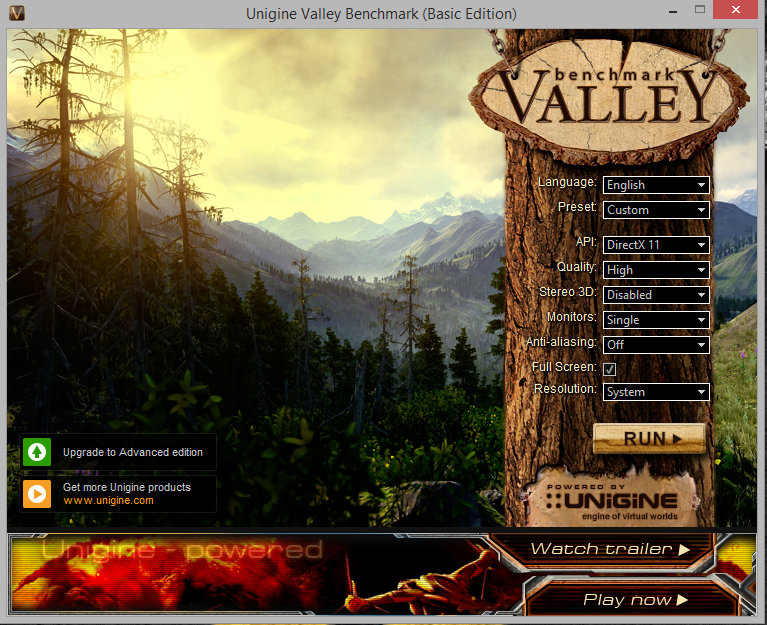 Unigine Valley Benchmark (Basic Edition)
benchmark
VALLEY
Language: English
Preset: Custom
API: DirectX 11
Quality: High
Stereo 3D: Disabled
Monitors: Single
Anti-aliasing: Off
Full Screen:
Resolution: System
RUN
Upgrade to Advanced edition
Get more Unigine products
www.unigine.com
POWERED BY
UNIGINE
engine of virtual worlds
Unigine - powered
Watch trailer
Play now